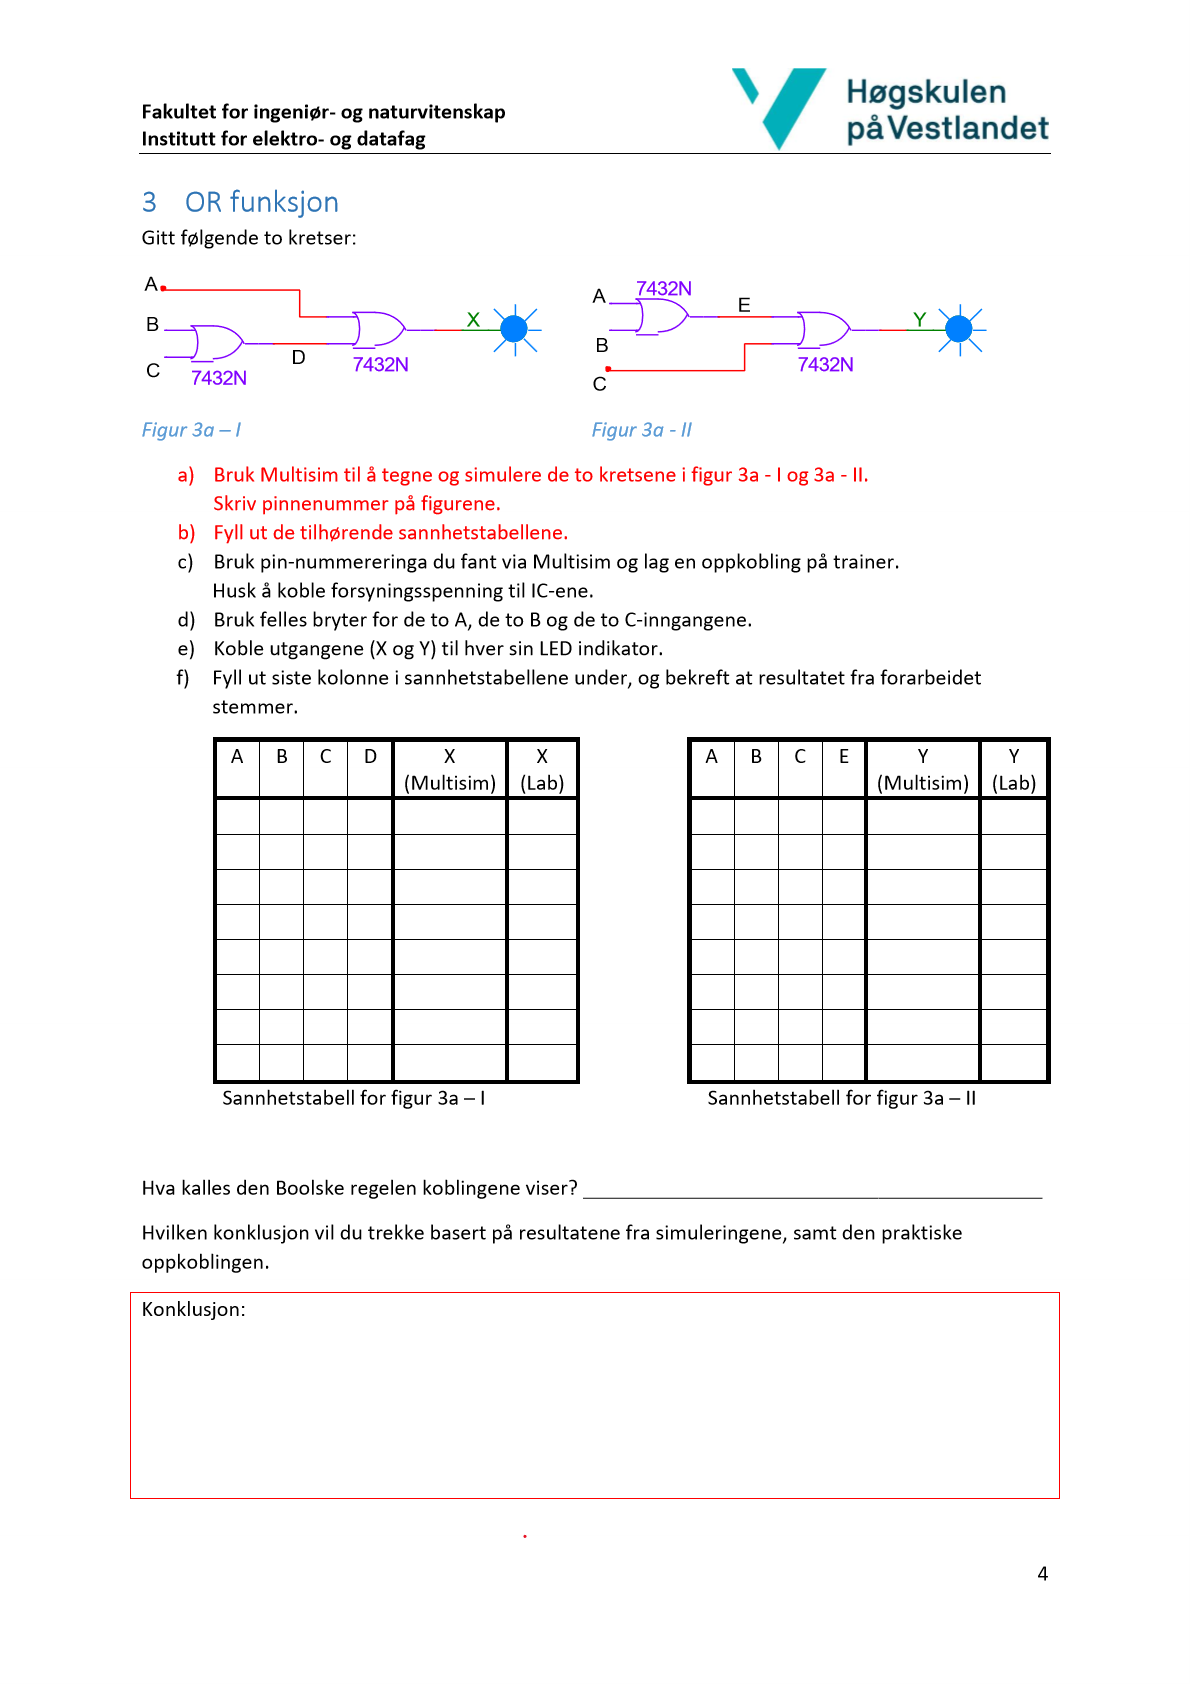 Fakultet for ingeniør- og naturvitenskap
Institutt for elektro- og datafag
Høgskulen
på Vestlandet
3 OR funksjon
Gitt følgende to kretser:
A
B
C
7432N
D
7432N
X
A
7432N
B
C
E
7432N
Y
Figur 3a – I
Figur 3a - II
a) Bruk Multisim til å tegne og simulere de to kretsene i figur 3a - I og 3a - II.
Skriv pinnenummer på figurene.
b) Fyll ut de tilhørende sannhetstabellene.
c) Bruk pin-nummereringa du fant via Multisim og lag en oppkobling på trainer.
Husk å koble forsyningsspenning til IC-ene.
d) Bruk felles bryter for de to A, de to B og de to C-inngangene.
e) Koble utgangene (X og Y) til hver sin LED indikator.
f) Fyll ut siste kolonne i sannhetstabellene under, og bekreft at resultatet fra forarbeidet
stemmer.
A B C D X X
(Multisim) (Lab)
A B C E Y Y
(Multisim) (Lab)
Sannhetstabell for figur 3a – I
Sannhetstabell for figur 3a – II
Hva kalles den Boolske regelen koblingene viser? ____________________
Hvilken konklusjon vil du trekke basert på resultatene fra simuleringene, samt den praktiske
oppkoblingen.
Konklusjon:
4